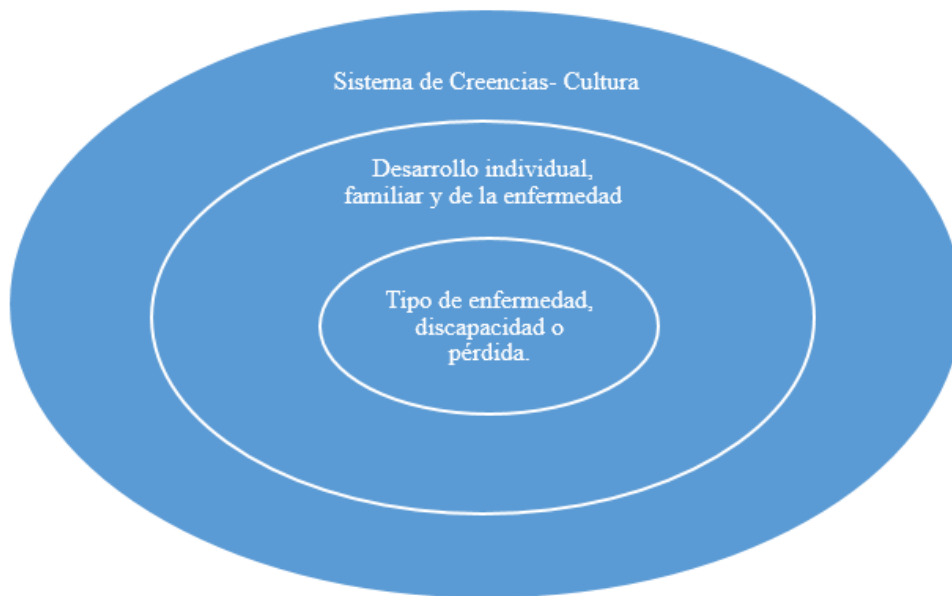 Sistema de Creencias- Cultura
Desarrollo individual,
familiar y de la enfermedad
Tipo de enfermedad,
discapacidad o
pérdida.